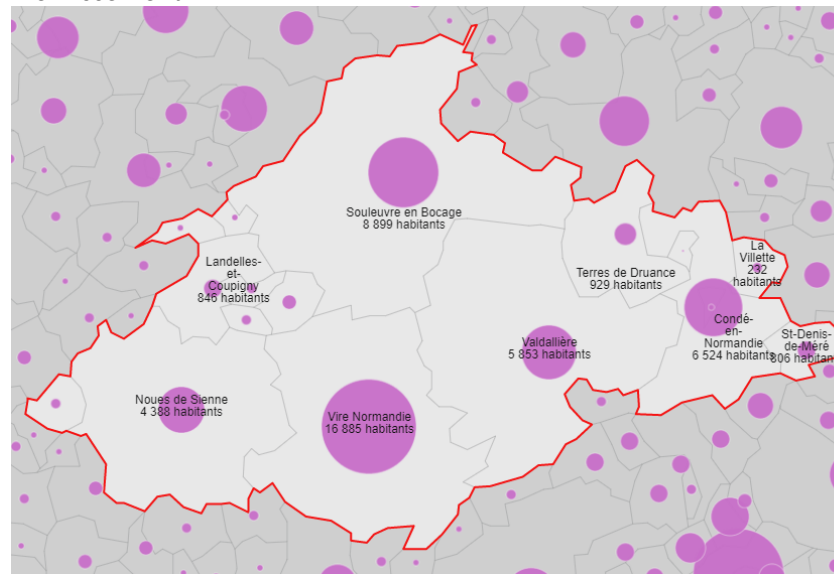 Souleuvre en Bocage
8 899 habitants
La
Villette
232
habitants
Landelles-
et-
Coupigny
846 habitants
Terres de Druance
929 habitants
Condé-
en-
Normandie
6 524 habitants
St-Denis-
de-Méré
806 habitants
Valdallière
5 853 habitants
Noues de Sienne
4 388 habitants
Vire Normandie
16 885 habitants